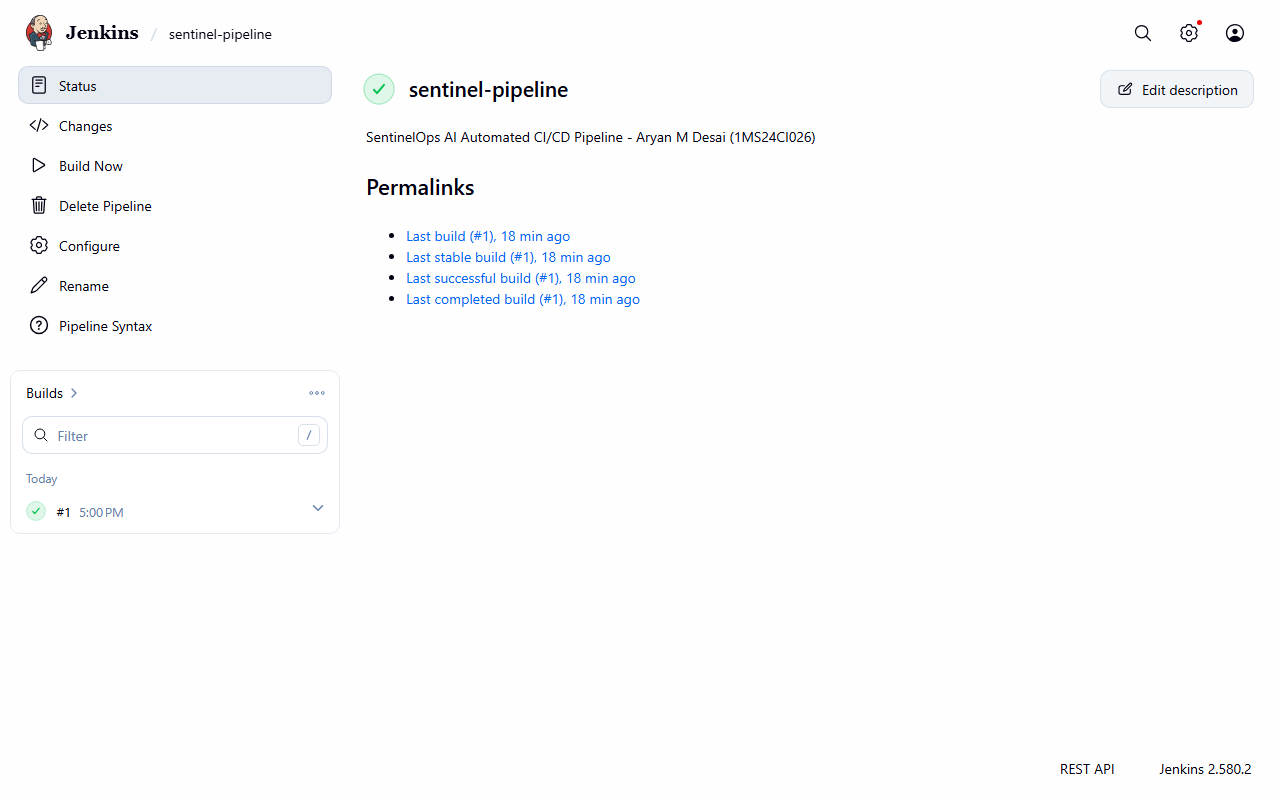 Jenkins / sentinel-pipeline
Status
Changes
Build Now
Delete Pipeline
Configure
Rename
Pipeline Syntax
Builds
Filter /
Today
#1 5:00 PM
sentinel-pipeline
Edit description
SentinelOps AI Automated CI/CD Pipeline - Aryan M Desai (1MS24CI026)
Permalinks
Last build (#1), 18 min ago
Last stable build (#1), 18 min ago
Last successful build (#1), 18 min ago
Last completed build (#1), 18 min ago
REST API Jenkins 2.580.2